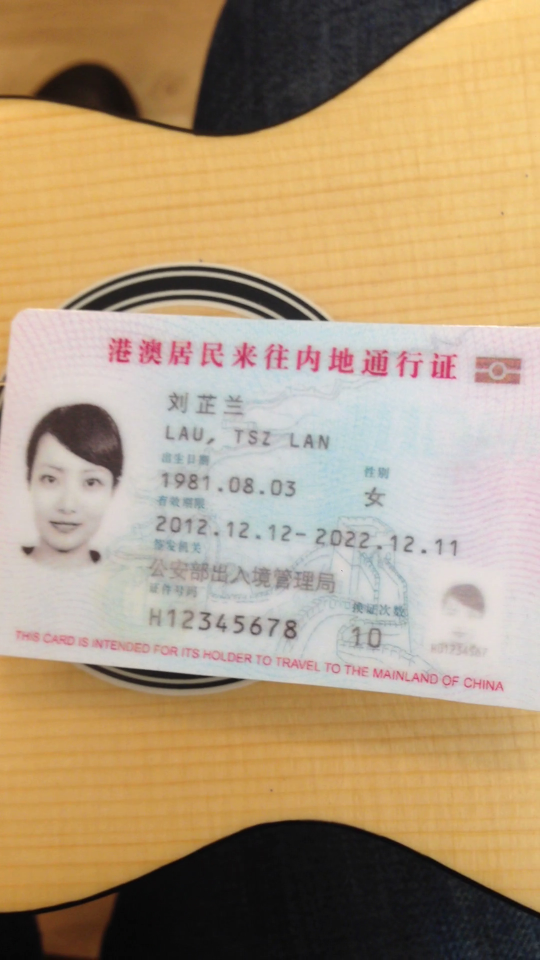 港澳居民来往内地通行证
刘芷兰
LAU, TSZ LAN
出生日期
性别
1981.08.03
女
有效期限
2012.12.12-2022.12.11
签发机关
公安部出入境管理局
证件号码
换证次数
H12345678
10
THIS CARD IS INTENDED FOR ITS HOLDER TO TRAVEL TO THE MAINLAND OF CHINA